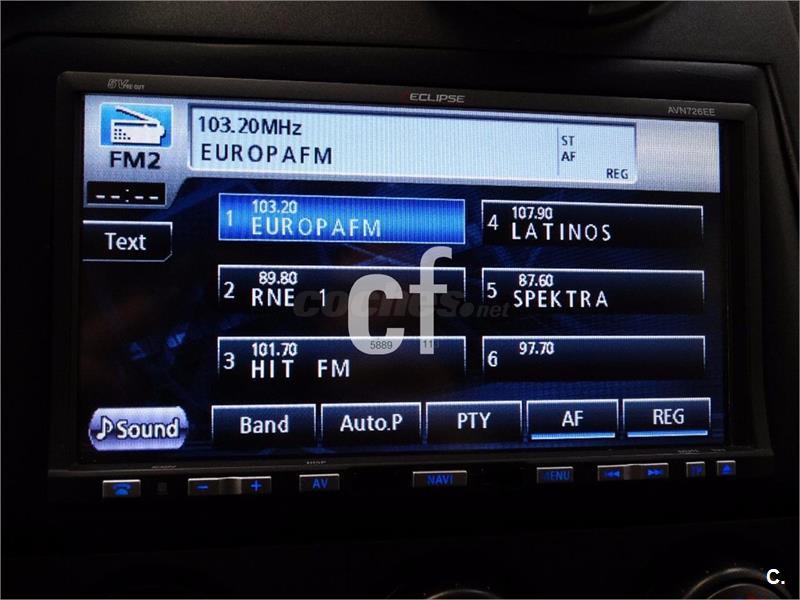 5V PRE OUT
ECLIPSE
AVN726EE
FM2
103.20MHz
EUROPAFM
ST
AF
REG
--:--
Text
1 103.20 EUROPAFM
4 107.90 LATINOS
2 89.80 RNE 1
5 87.60 SPEKTRA
3 101.70 HIT FM
6 97.70
coches.net
cf
5889
Sound
Band
Auto.P
PTY
AF
REG
- +
AV
NAVI
MENU
TP
C.